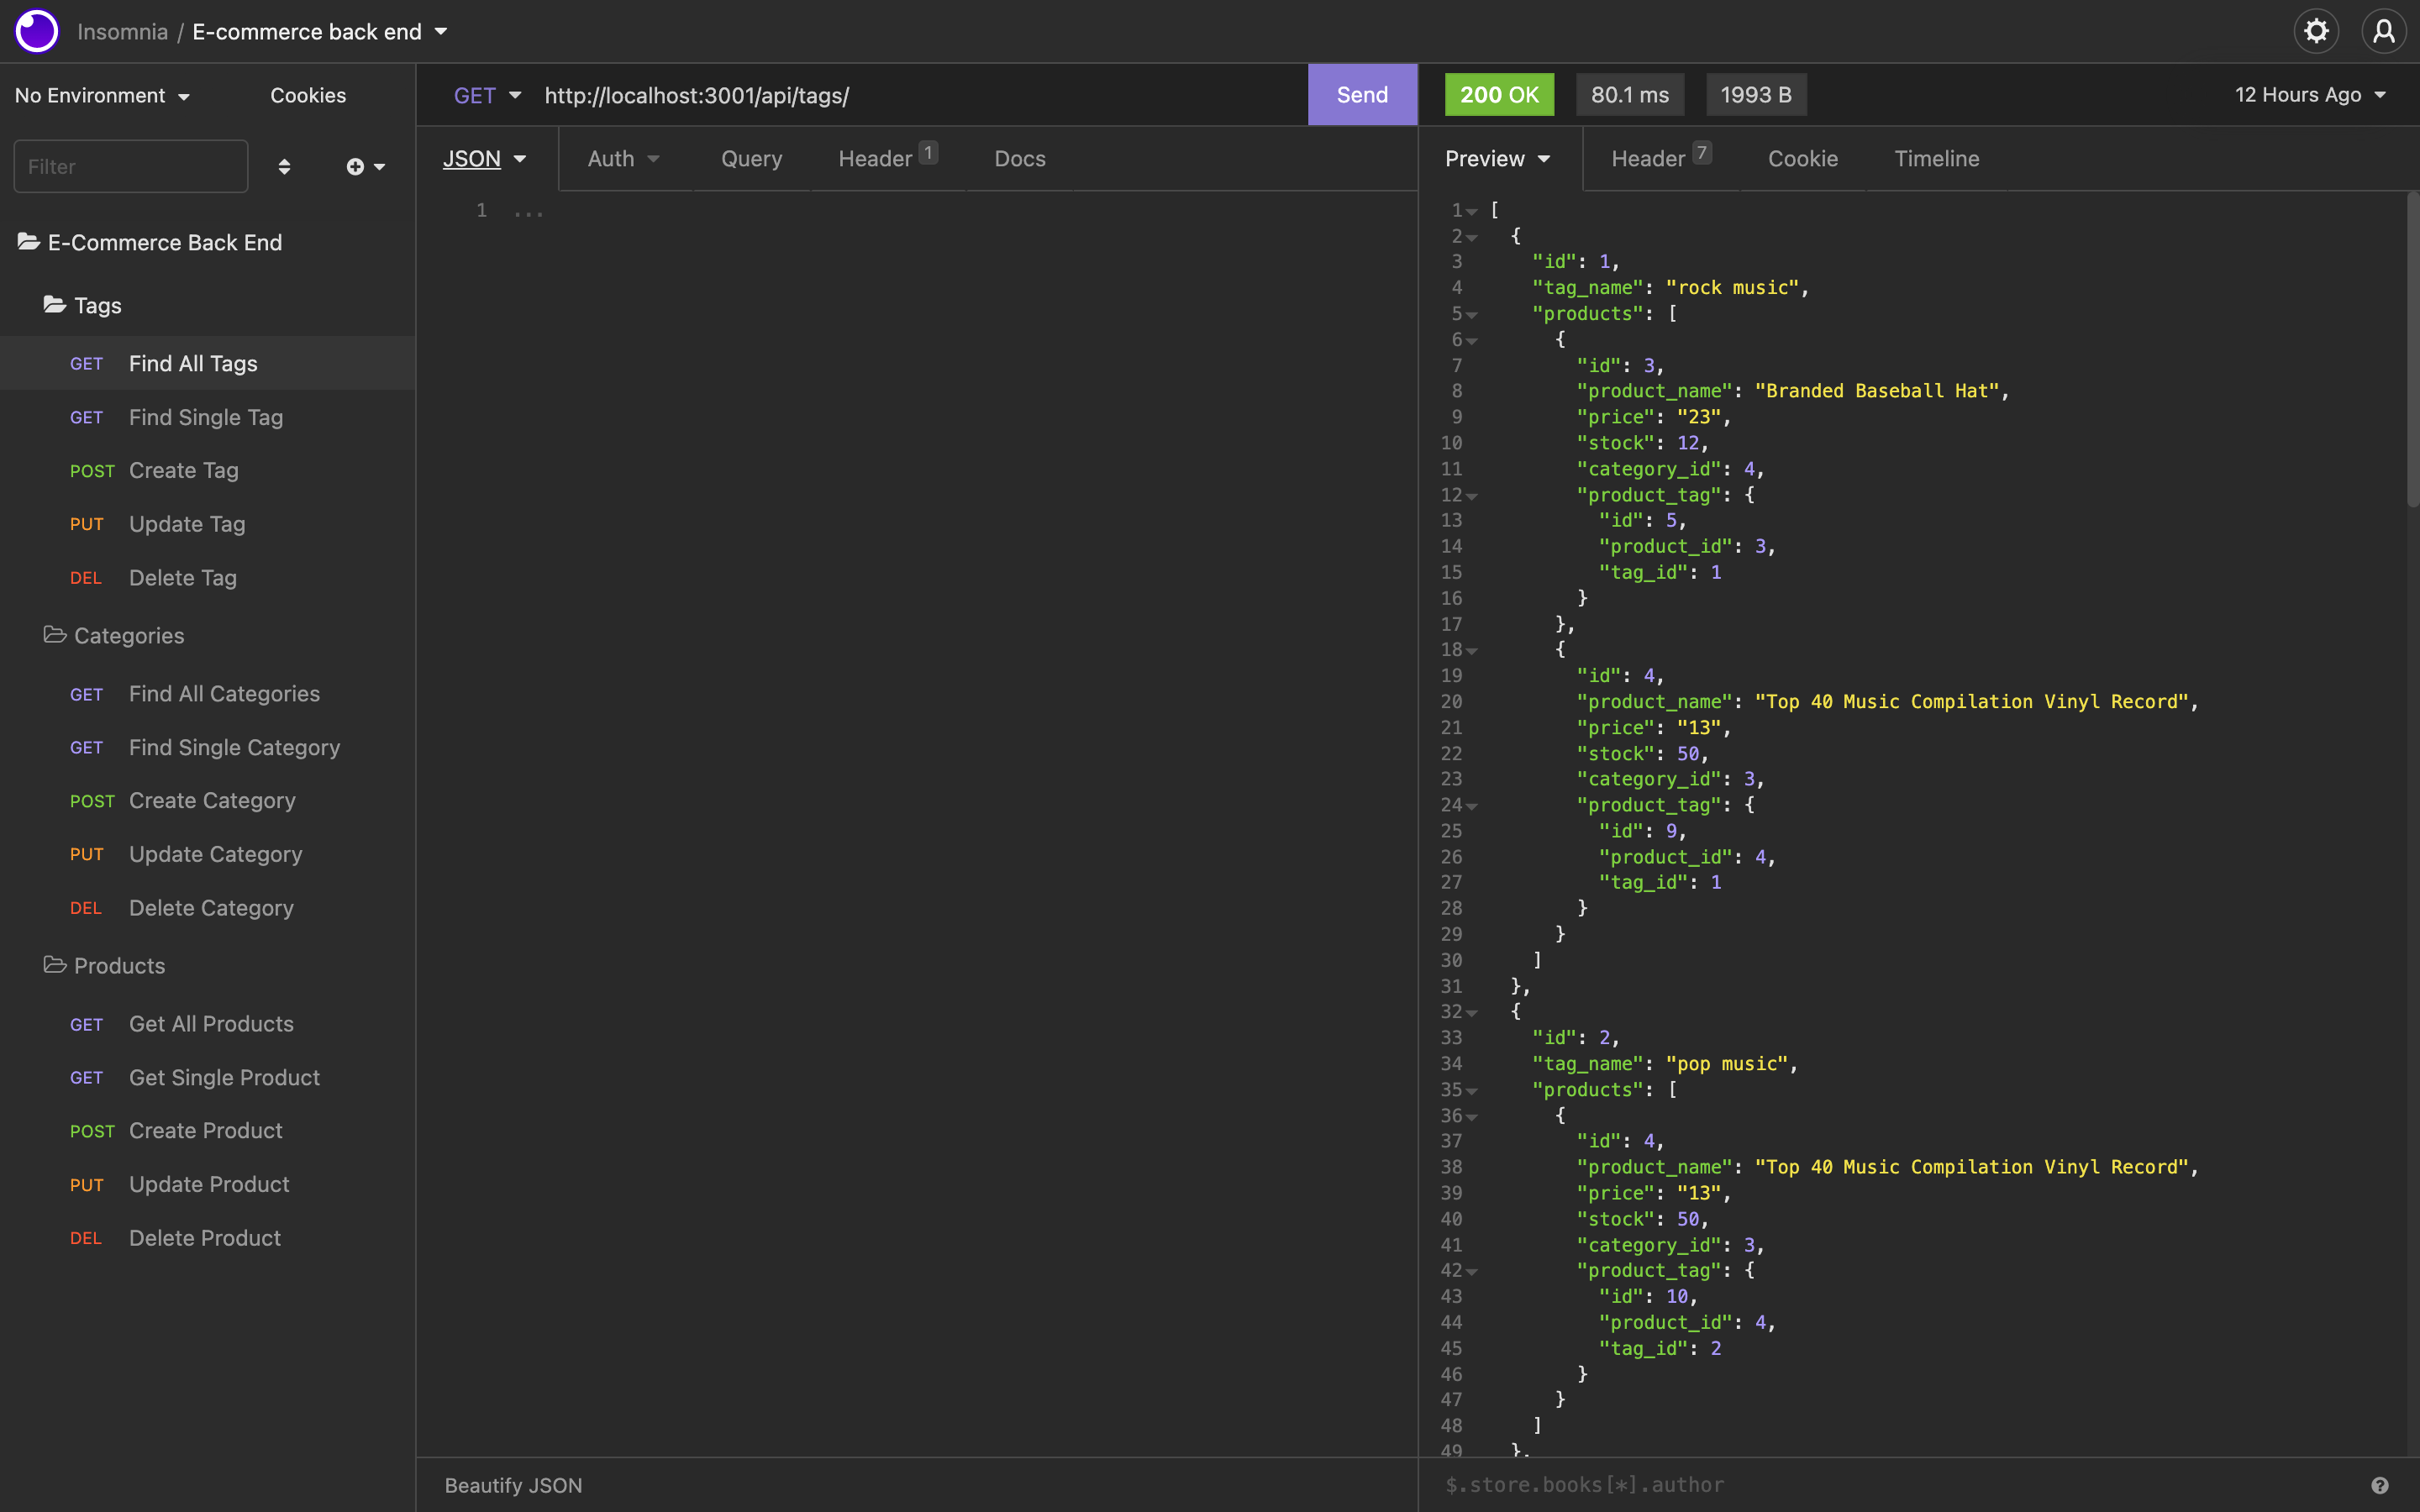 Insomnia / E-commerce back end
No Environment
Cookies
GET
http://localhost:3001/api/tags/
Send
200 OK
80.1 ms
1993 B
12 Hours Ago
Filter
E-Commerce Back End
Tags
GET Find All Tags
GET Find Single Tag
POST Create Tag
PUT Update Tag
DEL Delete Tag
Categories
GET Find All Categories
GET Find Single Category
POST Create Category
PUT Update Category
DEL Delete Category
Products
GET Get All Products
GET Get Single Product
POST Create Product
PUT Update Product
DEL Delete Product
JSON
Auth
Query
Header 1
Docs
1 ...
Beautify JSON
Preview
Header 7
Cookie
Timeline
1 [
2 {
3 "id": 1,
4 "tag_name": "rock music",
5 "products": [
6 {
7 "id": 3,
8 "product_name": "Branded Baseball Hat",
9 "price": "23",
10 "stock": 12,
11 "category_id": 4,
12 "product_tag": {
13 "id": 5,
14 "product_id": 3,
15 "tag_id": 1
16 }
17 },
18 {
19 "id": 4,
20 "product_name": "Top 40 Music Compilation Vinyl Record",
21 "price": "13",
22 "stock": 50,
23 "category_id": 3,
24 "product_tag": {
25 "id": 9,
26 "product_id": 4,
27 "tag_id": 1
28 }
29 }
30 ]
31 },
32 {
33 "id": 2,
34 "tag_name": "pop music",
35 "products": [
36 {
37 "id": 4,
38 "product_name": "Top 40 Music Compilation Vinyl Record",
39 "price": "13",
40 "stock": 50,
41 "category_id": 3,
42 "product_tag": {
43 "id": 10,
44 "product_id": 4,
45 "tag_id": 2
46 }
47 }
48 ]
49 },
$.store.books[*].author